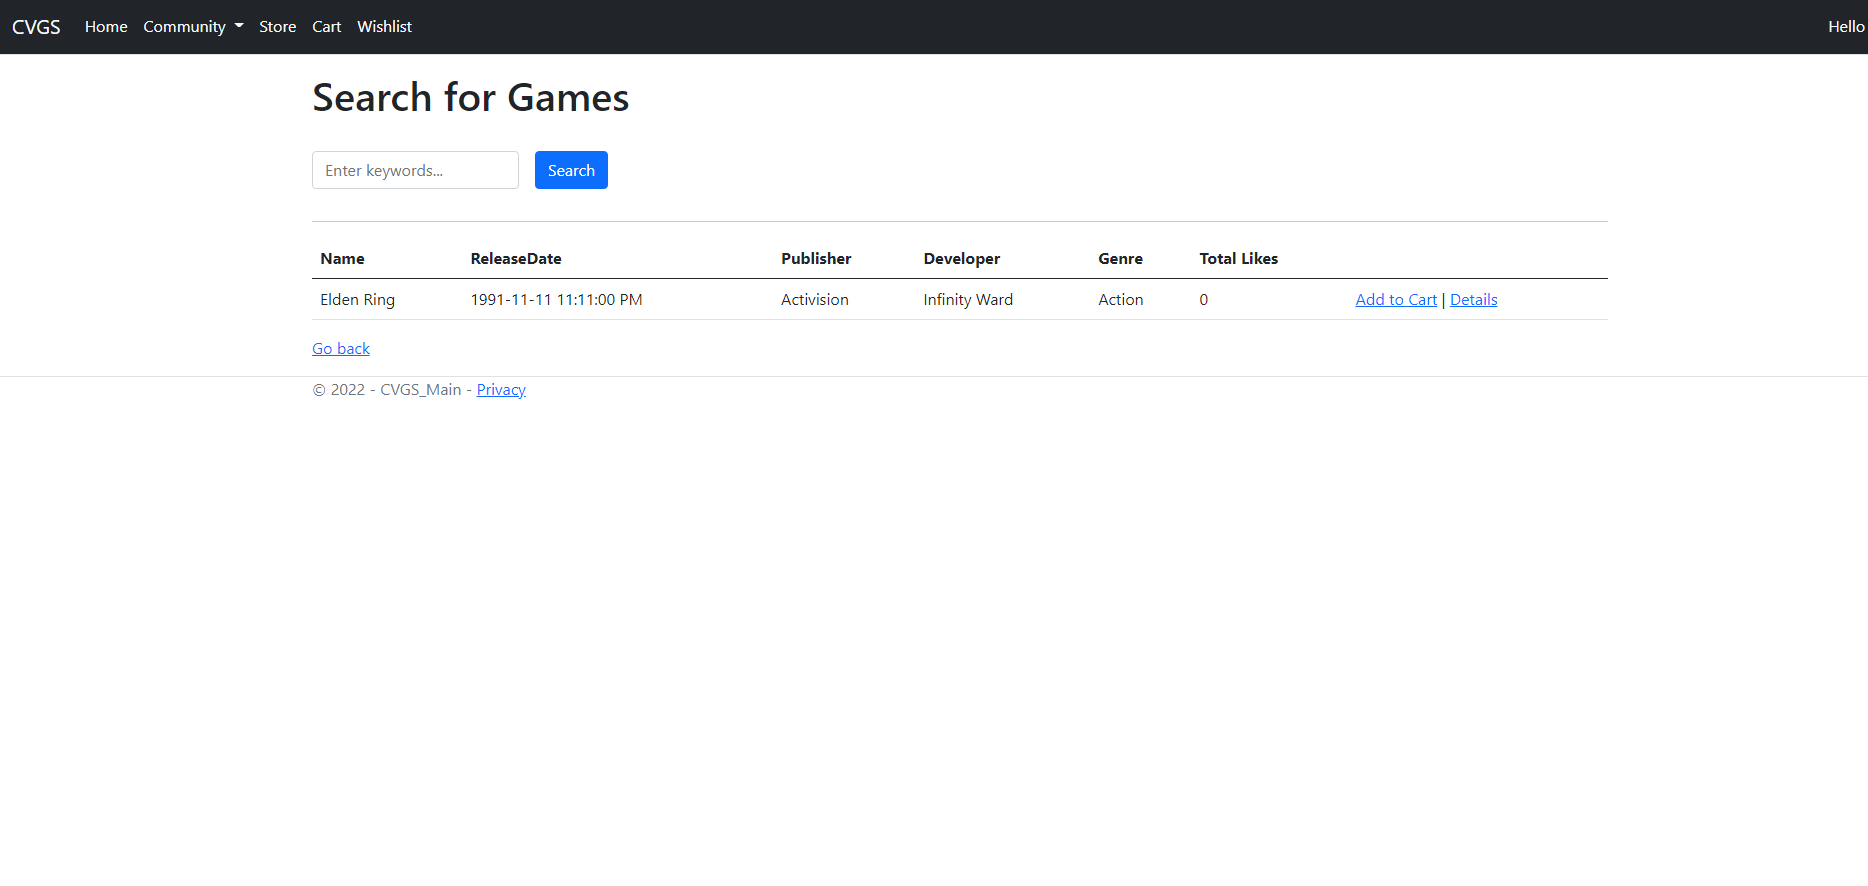 CVGS Home Community Store Cart Wishlist Hello
Search for Games
Enter keywords... Search
Name ReleaseDate Publisher Developer Genre Total Likes
Elden Ring 1991-11-11 11:11:00 PM Activision Infinity Ward Action 0 Add to Cart | Details
Go back
© 2022 - CVGS_Main - Privacy